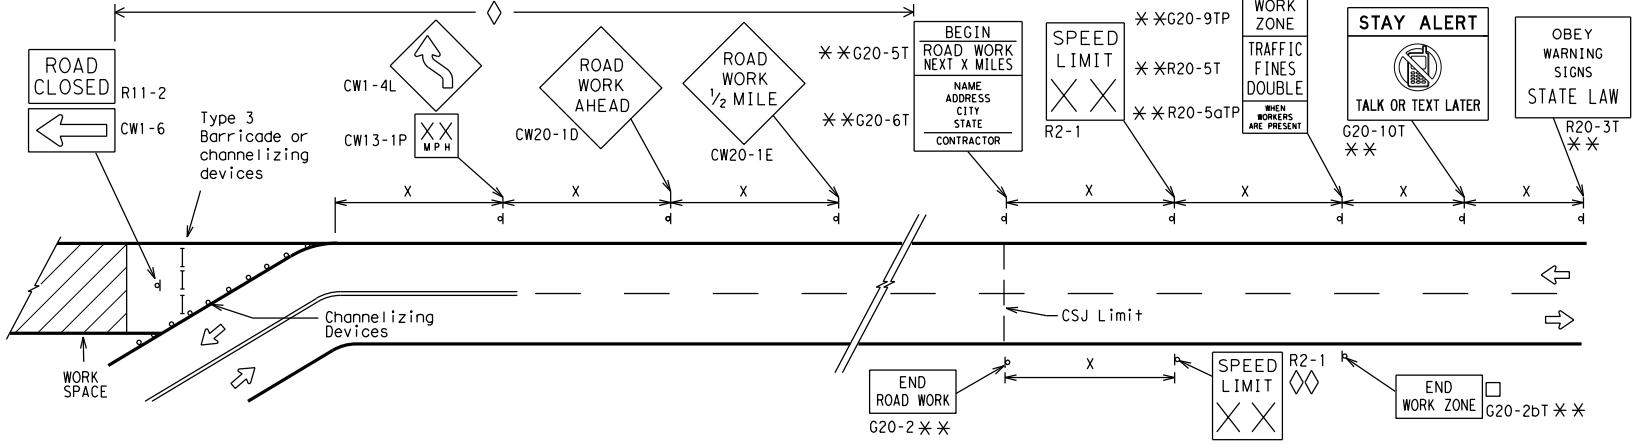 ROAD
CLOSED
R11-2
CW1-6
Type 3
Barricade or
channelizing
devices
CW1-4L
CW13-1P
XX
MPH
ROAD
WORK
AHEAD
CW20-1D
ROAD
WORK
1/2 MILE
CW20-1E
**G20-5T
**G20-6T
BEGIN
ROAD WORK
NEXT X MILES
NAME
ADDRESS
CITY
STATE
CONTRACTOR
SPEED
LIMIT
X X
R2-1
**G20-9TP
**R20-5T
**R20-5aTP
WORK
ZONE
TRAFFIC
FINES
DOUBLE
WHEN
WORKERS
ARE PRESENT
STAY ALERT
TALK OR TEXT LATER
G20-10T
**
OBEY
WARNING
SIGNS
STATE LAW
R20-3T
**
X X X X X X X
Channelizing
Devices
CSJ Limit
WORK
SPACE
END
ROAD WORK
G20-2 **
X
SPEED
LIMIT
X X
R2-1
END
WORK ZONE
G20-2bT **